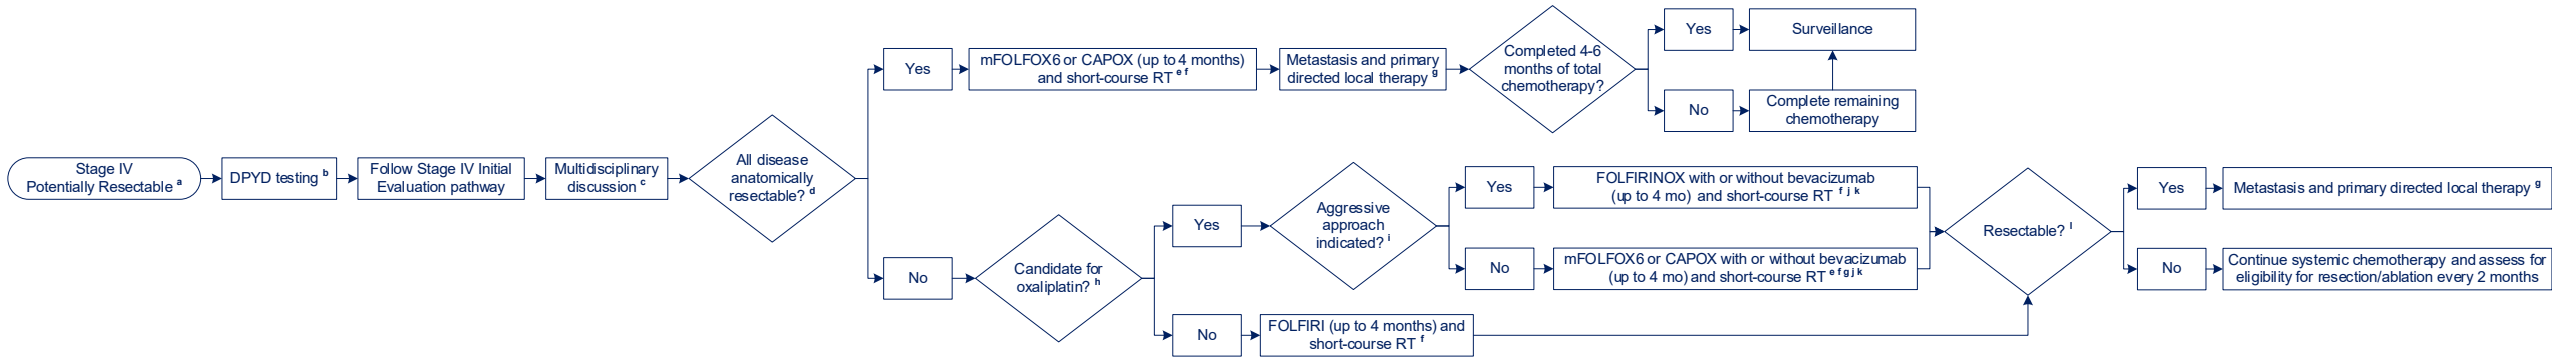 Stage IV
Potentially Resectable a
DPYD testing b
Follow Stage IV Initial
Evaluation pathway
Multidisciplinary
discussion c
All disease
anatomically
resectable? d
Yes
mFOLFOX6 or CAPOX (up to 4 months)
and short-course RT e f
Metastasis and primary
directed local therapy g
Completed 4-6
months of total
chemotherapy?
Yes
Surveillance
No
Complete remaining
chemotherapy
No
Candidate for
oxaliplatin? h
Yes
Aggressive
approach
indicated? i
Yes
FOLFIRINOX with or without bevacizumab
(up to 4 mo) and short-course RT f j k
No
mFOLFOX6 or CAPOX with or without bevacizumab
(up to 4 mo) and short-course RT e f g j k
No
FOLFIRI (up to 4 months) and
short-course RT f
Resectable? l
Yes
Metastasis and primary directed local therapy g
No
Continue systemic chemotherapy and assess for
eligibility for resection/ablation every 2 months